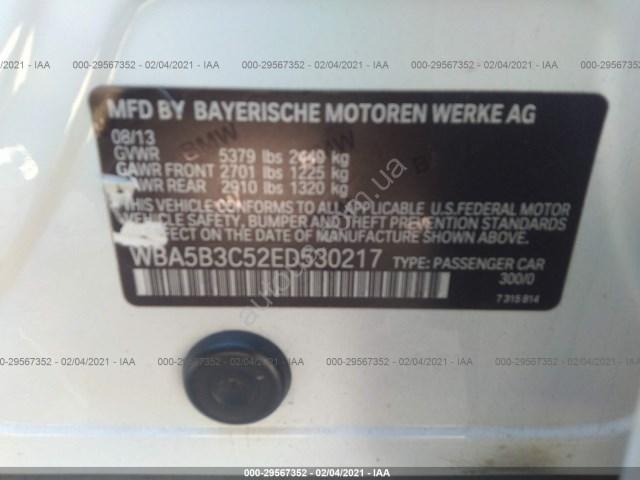 000-29567352 - 02/04/2021 - IAA
MFD BY BAYERISCHE MOTOREN WERKE AG
08/13
GVWR 5379 lbs 2440 kg
GAWR FRONT 2701 lbs 1225 kg
GAWR REAR 2910 lbs 1320 kg
THIS VEHICLE CONFORMS TO ALL APPLICABLE U.S. FEDERAL MOTOR
VEHICLE SAFETY, BUMPER AND THEFT PREVENTION STANDARDS
EFFECT ON THE DATE OF MANUFACTURE SHOWN ABOVE.
WBA5B3C52ED530217 TYPE: PASSENGER CAR
300/0
7 315 814
000-29567352 - 02/04/2021 - IAA
000-29567352 - 02/04/2021 - IAA